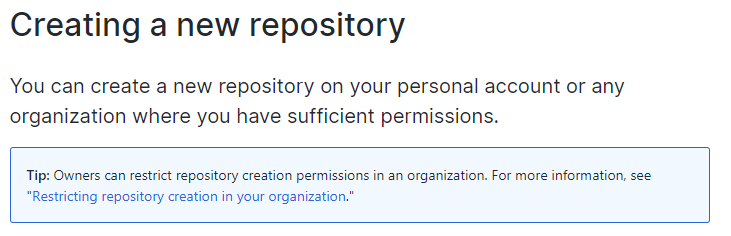 Creating a new repository
You can create a new repository on your personal account or any
organization where you have sufficient permissions.
Tip: Owners can restrict repository creation permissions in an organization. For more information, see
"Restricting repository creation in your organization."